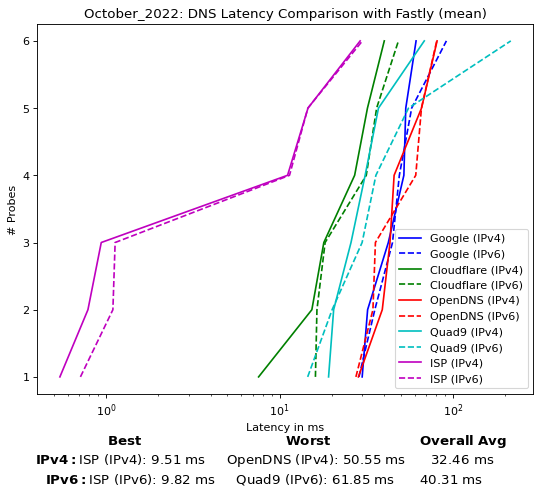 October_2022: DNS Latency Comparison with Fastly (mean)
6
5
4
3
2
1
# Probes
Google (IPv4)
Google (IPv6)
Cloudflare (IPv4)
Cloudflare (IPv6)
OpenDNS (IPv4)
OpenDNS (IPv6)
Quad9 (IPv4)
Quad9 (IPv6)
ISP (IPv4)
ISP (IPv6)
10⁰ 10¹ 10²
Latency in ms
Best Worst Overall Avg
IPv4: ISP (IPv4): 9.51 ms OpenDNS (IPv4): 50.55 ms 32.46 ms
IPv6: ISP (IPv6): 9.82 ms Quad9 (IPv6): 61.85 ms 40.31 ms